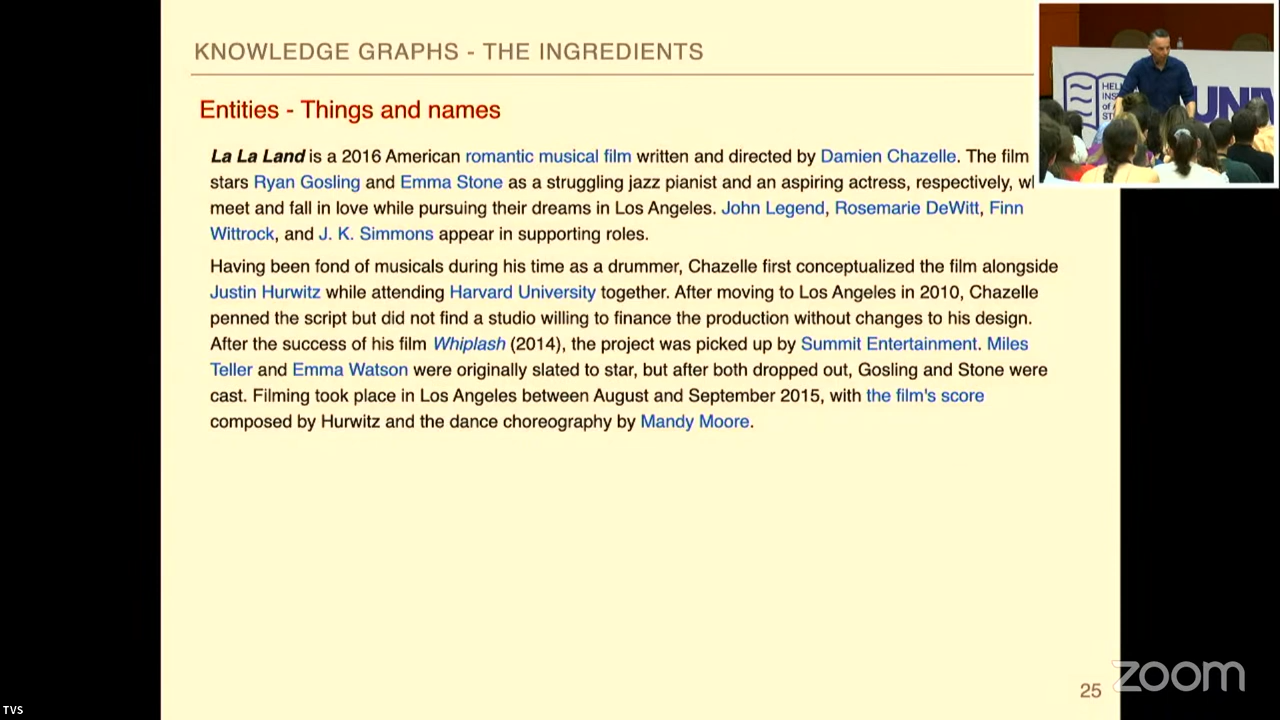 KNOWLEDGE GRAPHS - THE INGREDIENTS
Entities - Things and names
La La Land is a 2016 American romantic musical film written and directed by Damien Chazelle. The film
stars Ryan Gosling and Emma Stone as a struggling jazz pianist and an aspiring actress, respectively,
meet and fall in love while pursuing their dreams in Los Angeles. John Legend, Rosemarie DeWitt, Finn
Wittrock, and J. K. Simmons appear in supporting roles.
Having been fond of musicals during his time as a drummer, Chazelle first conceptualized the film alongside
Justin Hurwitz while attending Harvard University together. After moving to Los Angeles in 2010, Chazelle
penned the script but did not find a studio willing to finance the production without changes to his design.
After the success of his film Whiplash (2014), the project was picked up by Summit Entertainment. Miles
Teller and Emma Watson were originally slated to star, but after both dropped out, Gosling and Stone were
cast. Filming took place in Los Angeles between August and September 2015, with the film's score
composed by Hurwitz and the dance choreography by Mandy Moore.
25
zoom
TVS